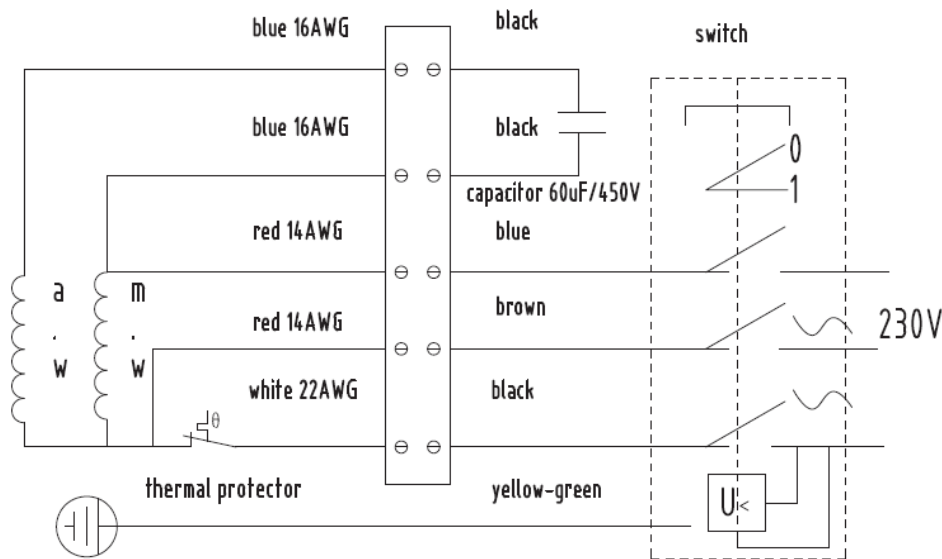 blue 16AWG black
switch
blue 16AWG black
0
capacitor 60uF/450V 1
red 14AWG blue
a.w m.w
red 14AWG brown
230V
white 22AWG black
θ
thermal protector yellow-green
U<